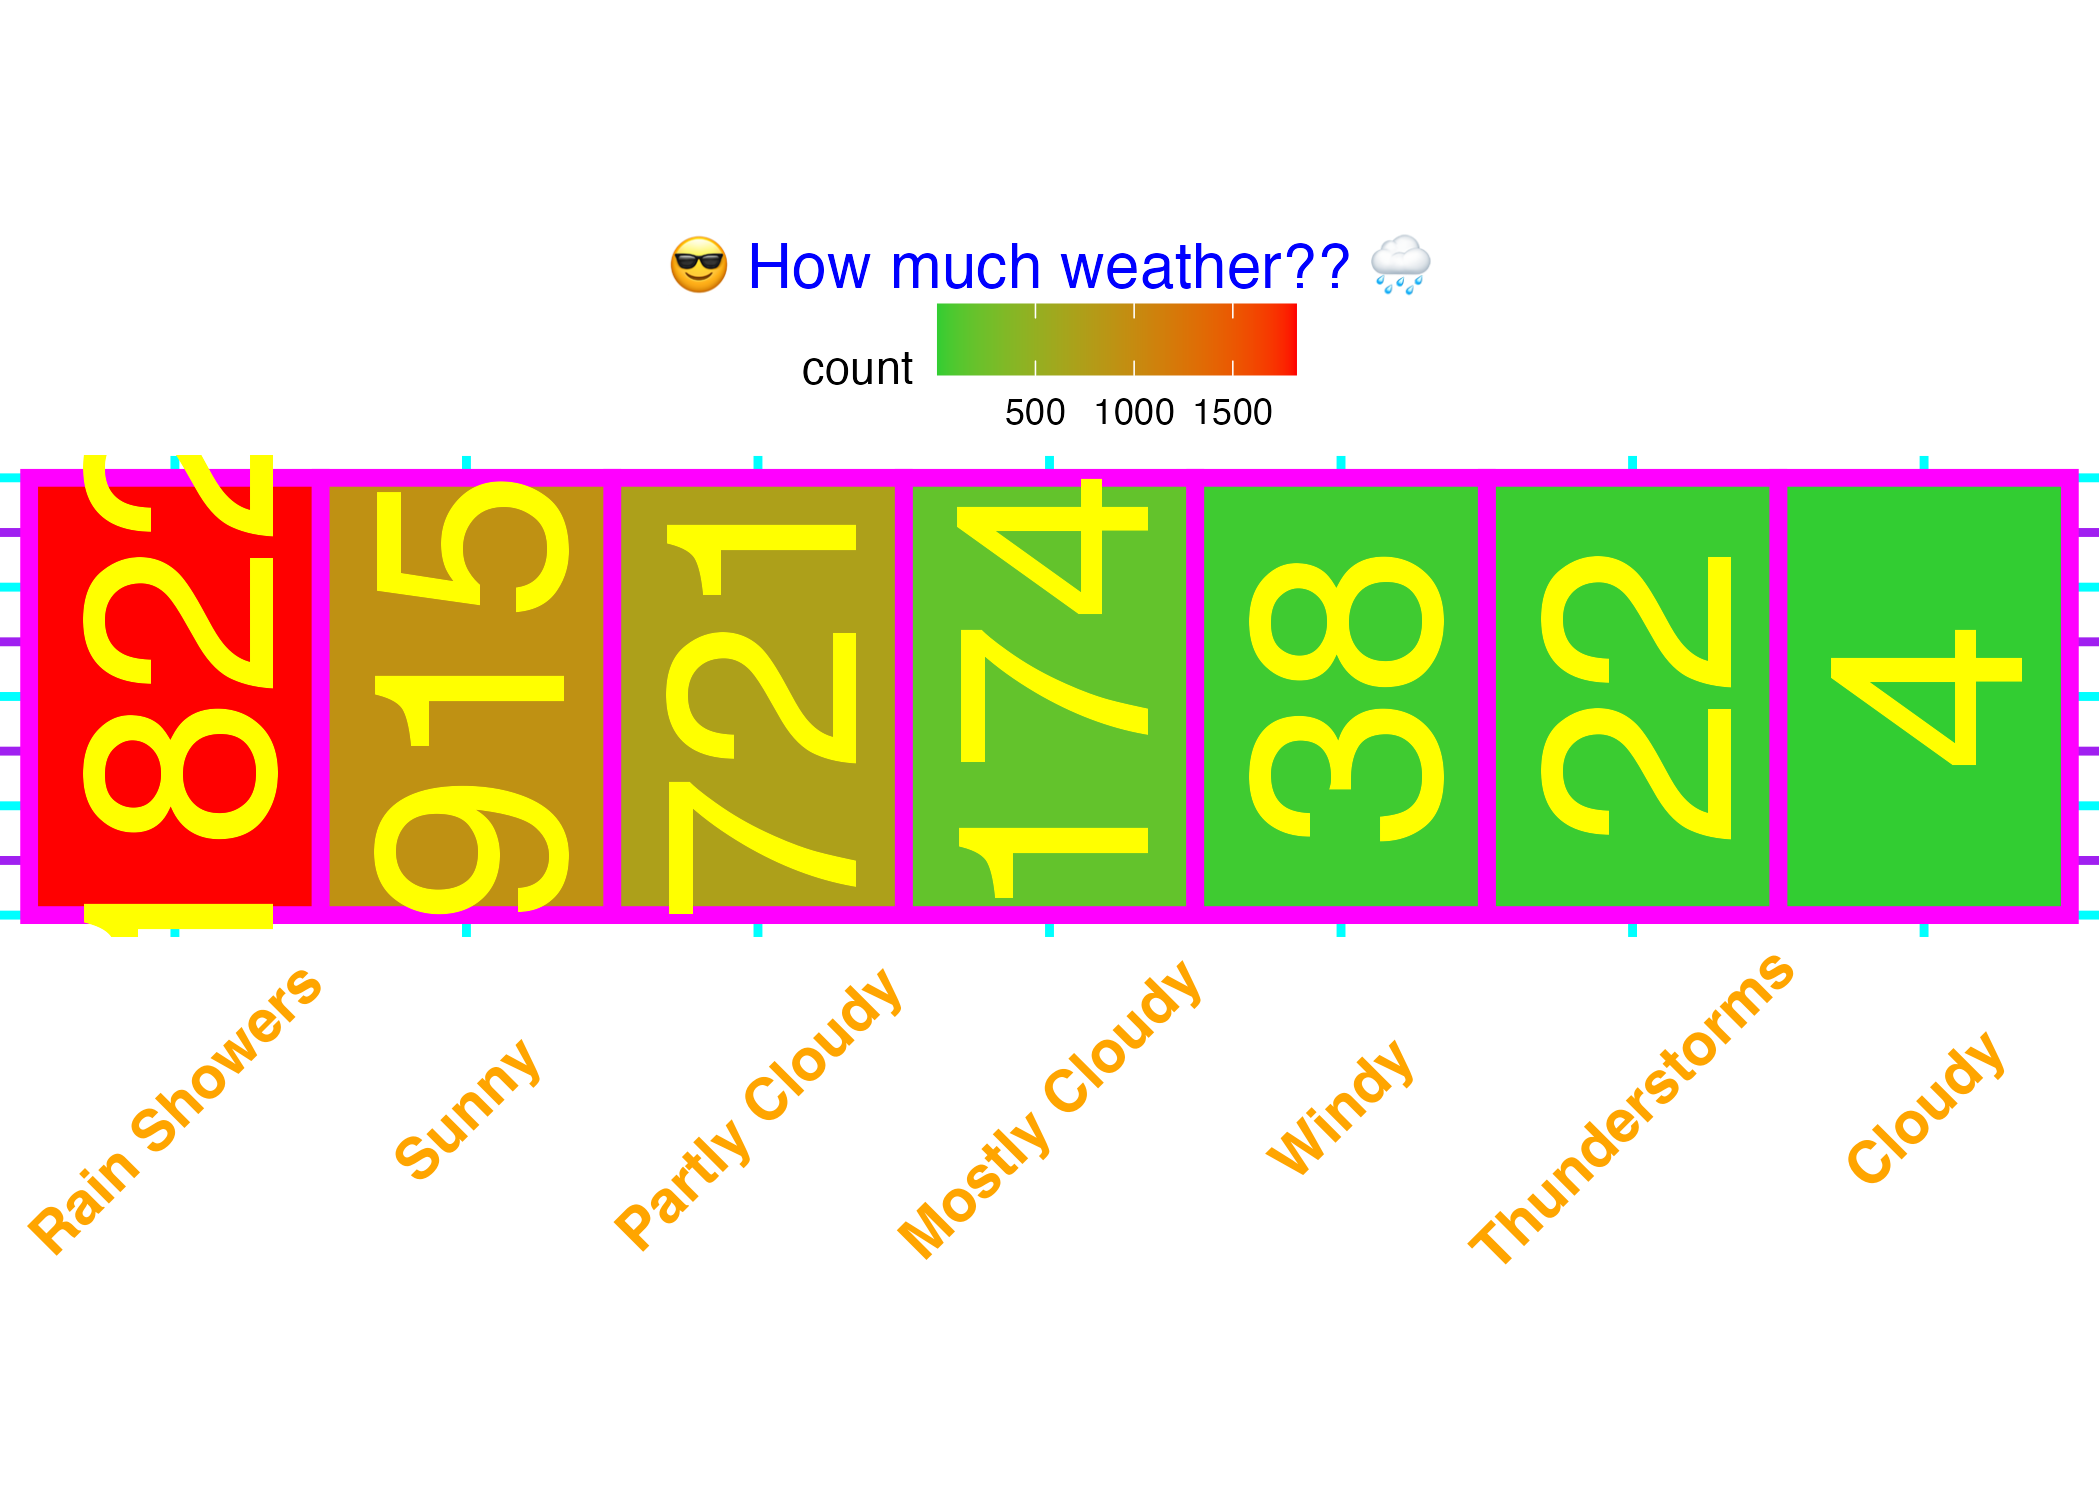 😎 How much weather?? 🌧️
count
500 1000 1500
1822 915 721 174 38 22 4
Rain Showers Sunny Partly Cloudy Mostly Cloudy Windy Thunderstorms Cloudy